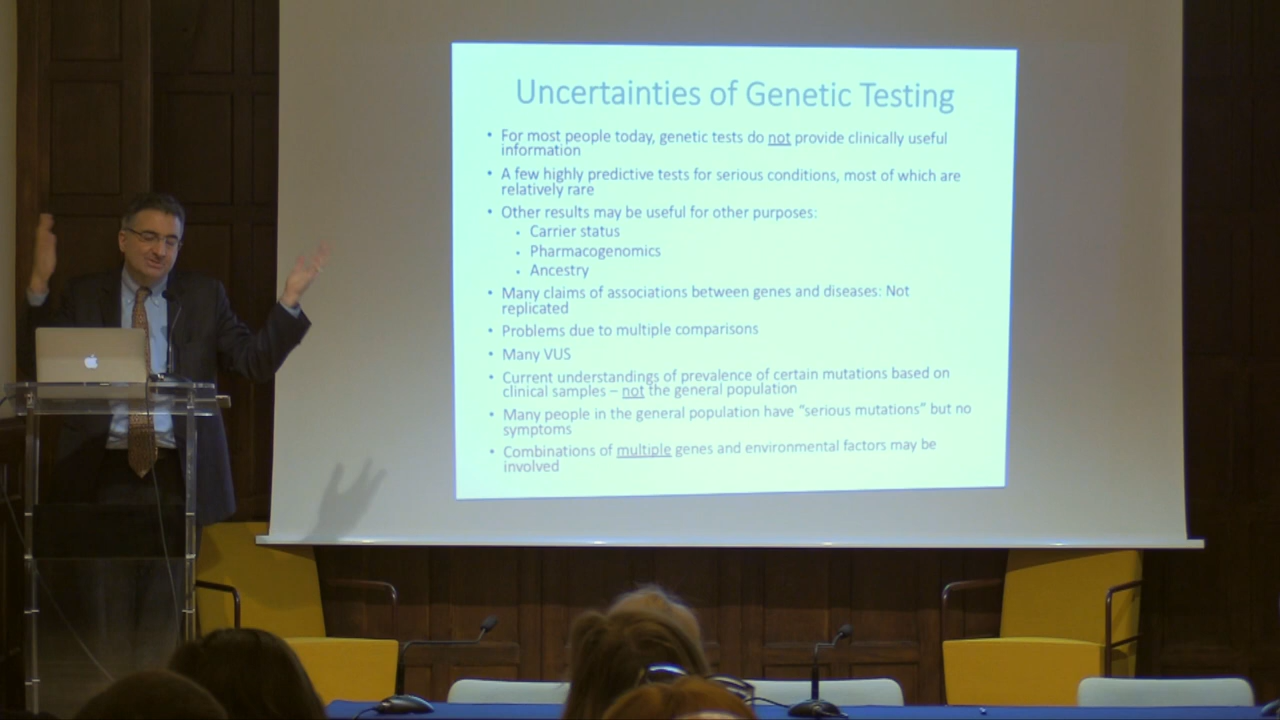 Uncertainties of Genetic Testing
• For most people today, genetic tests do not provide clinically useful
information
• A few highly predictive tests for serious conditions, most of which are
relatively rare
• Other results may be useful for other purposes:
• Carrier status
• Pharmacogenomics
• Ancestry
• Many claims of associations between genes and diseases: Not
replicated
• Problems due to multiple comparisons
• Many VUS
• Current understandings of prevalence of certain mutations based on
clinical samples – not the general population
• Many people in the general population have “serious mutations” but no
symptoms
• Combinations of multiple genes and environmental factors may be
involved